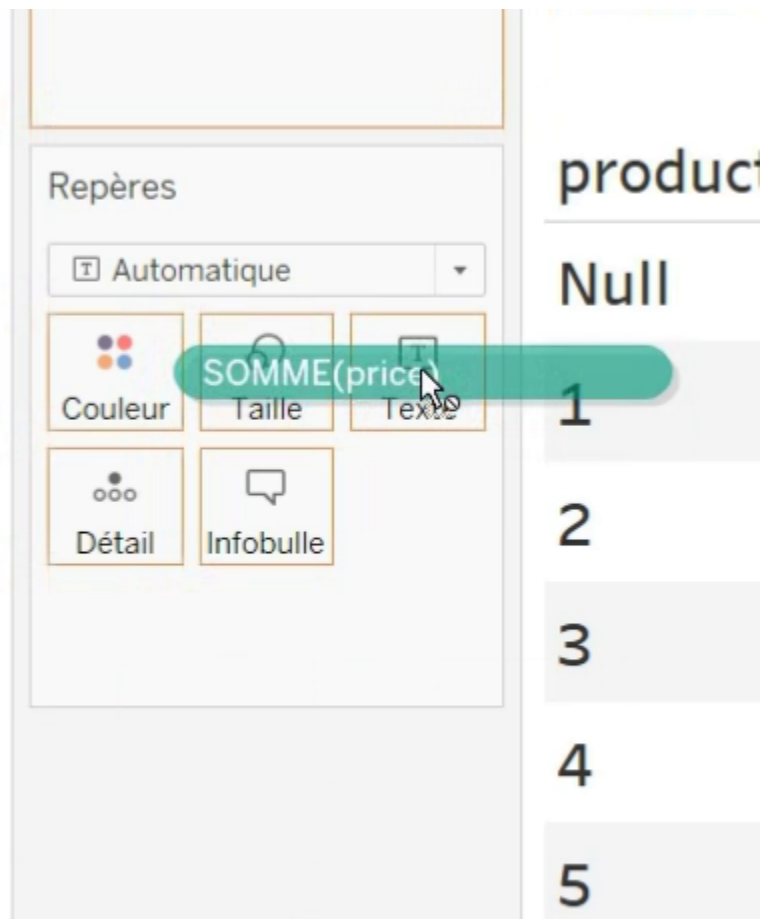 Repères
Automatique
SOMME(price)
Couleur
Taille
Texte
Détail
Infobulle
product
Null
1
2
3
4
5